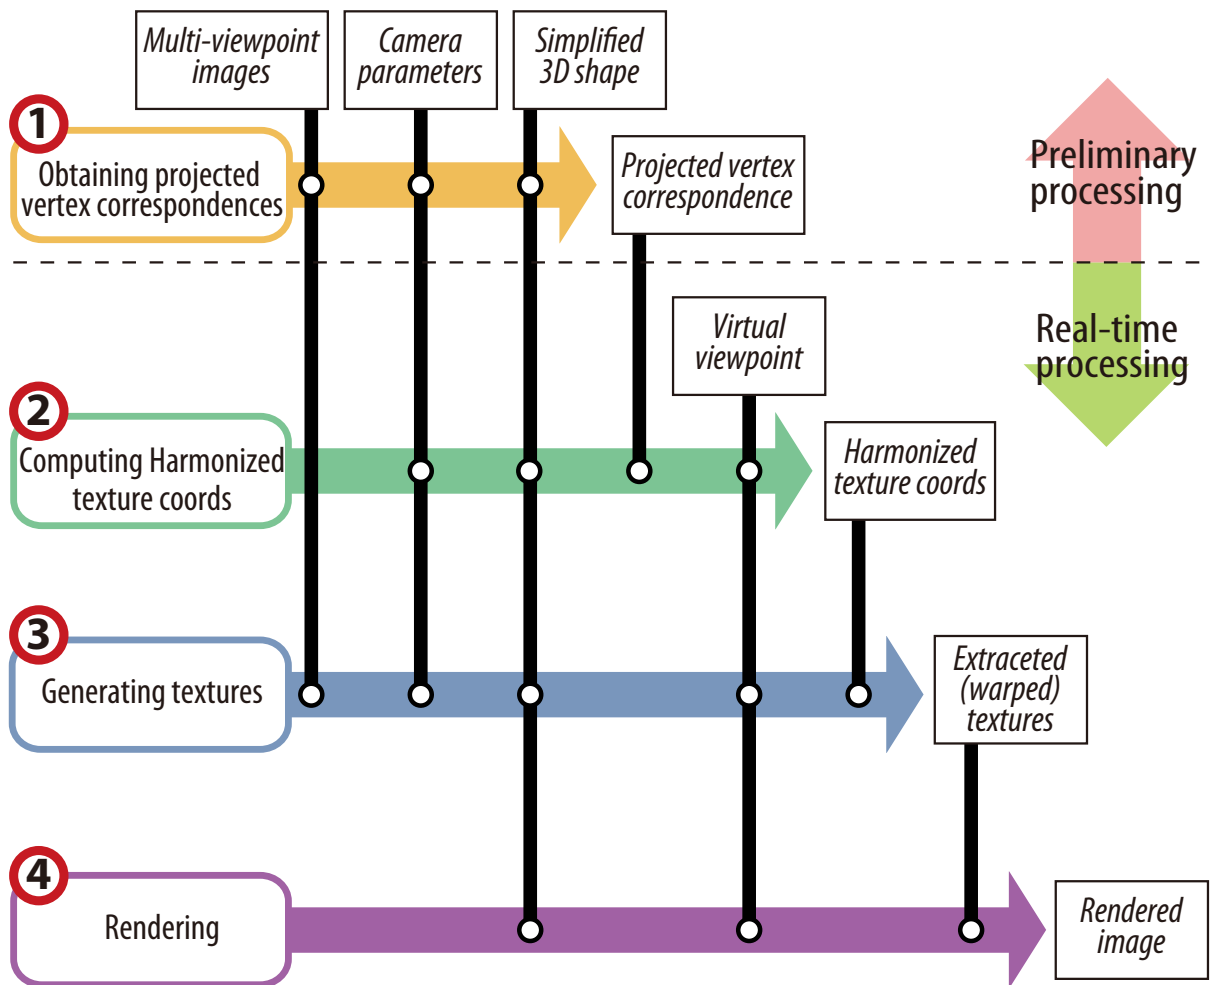 Multi-viewpoint
images
Camera
parameters
Simplified
3D shape
1
Obtaining projected
vertex correspondences
Projected vertex
correspondence
Preliminary
processing
Virtual
viewpoint
Real-time
processing
2
Computing Harmonized
texture coords
Harmonized
texture coords
3
Generating textures
Extraceted
(warped)
textures
4
Rendering
Rendered
image